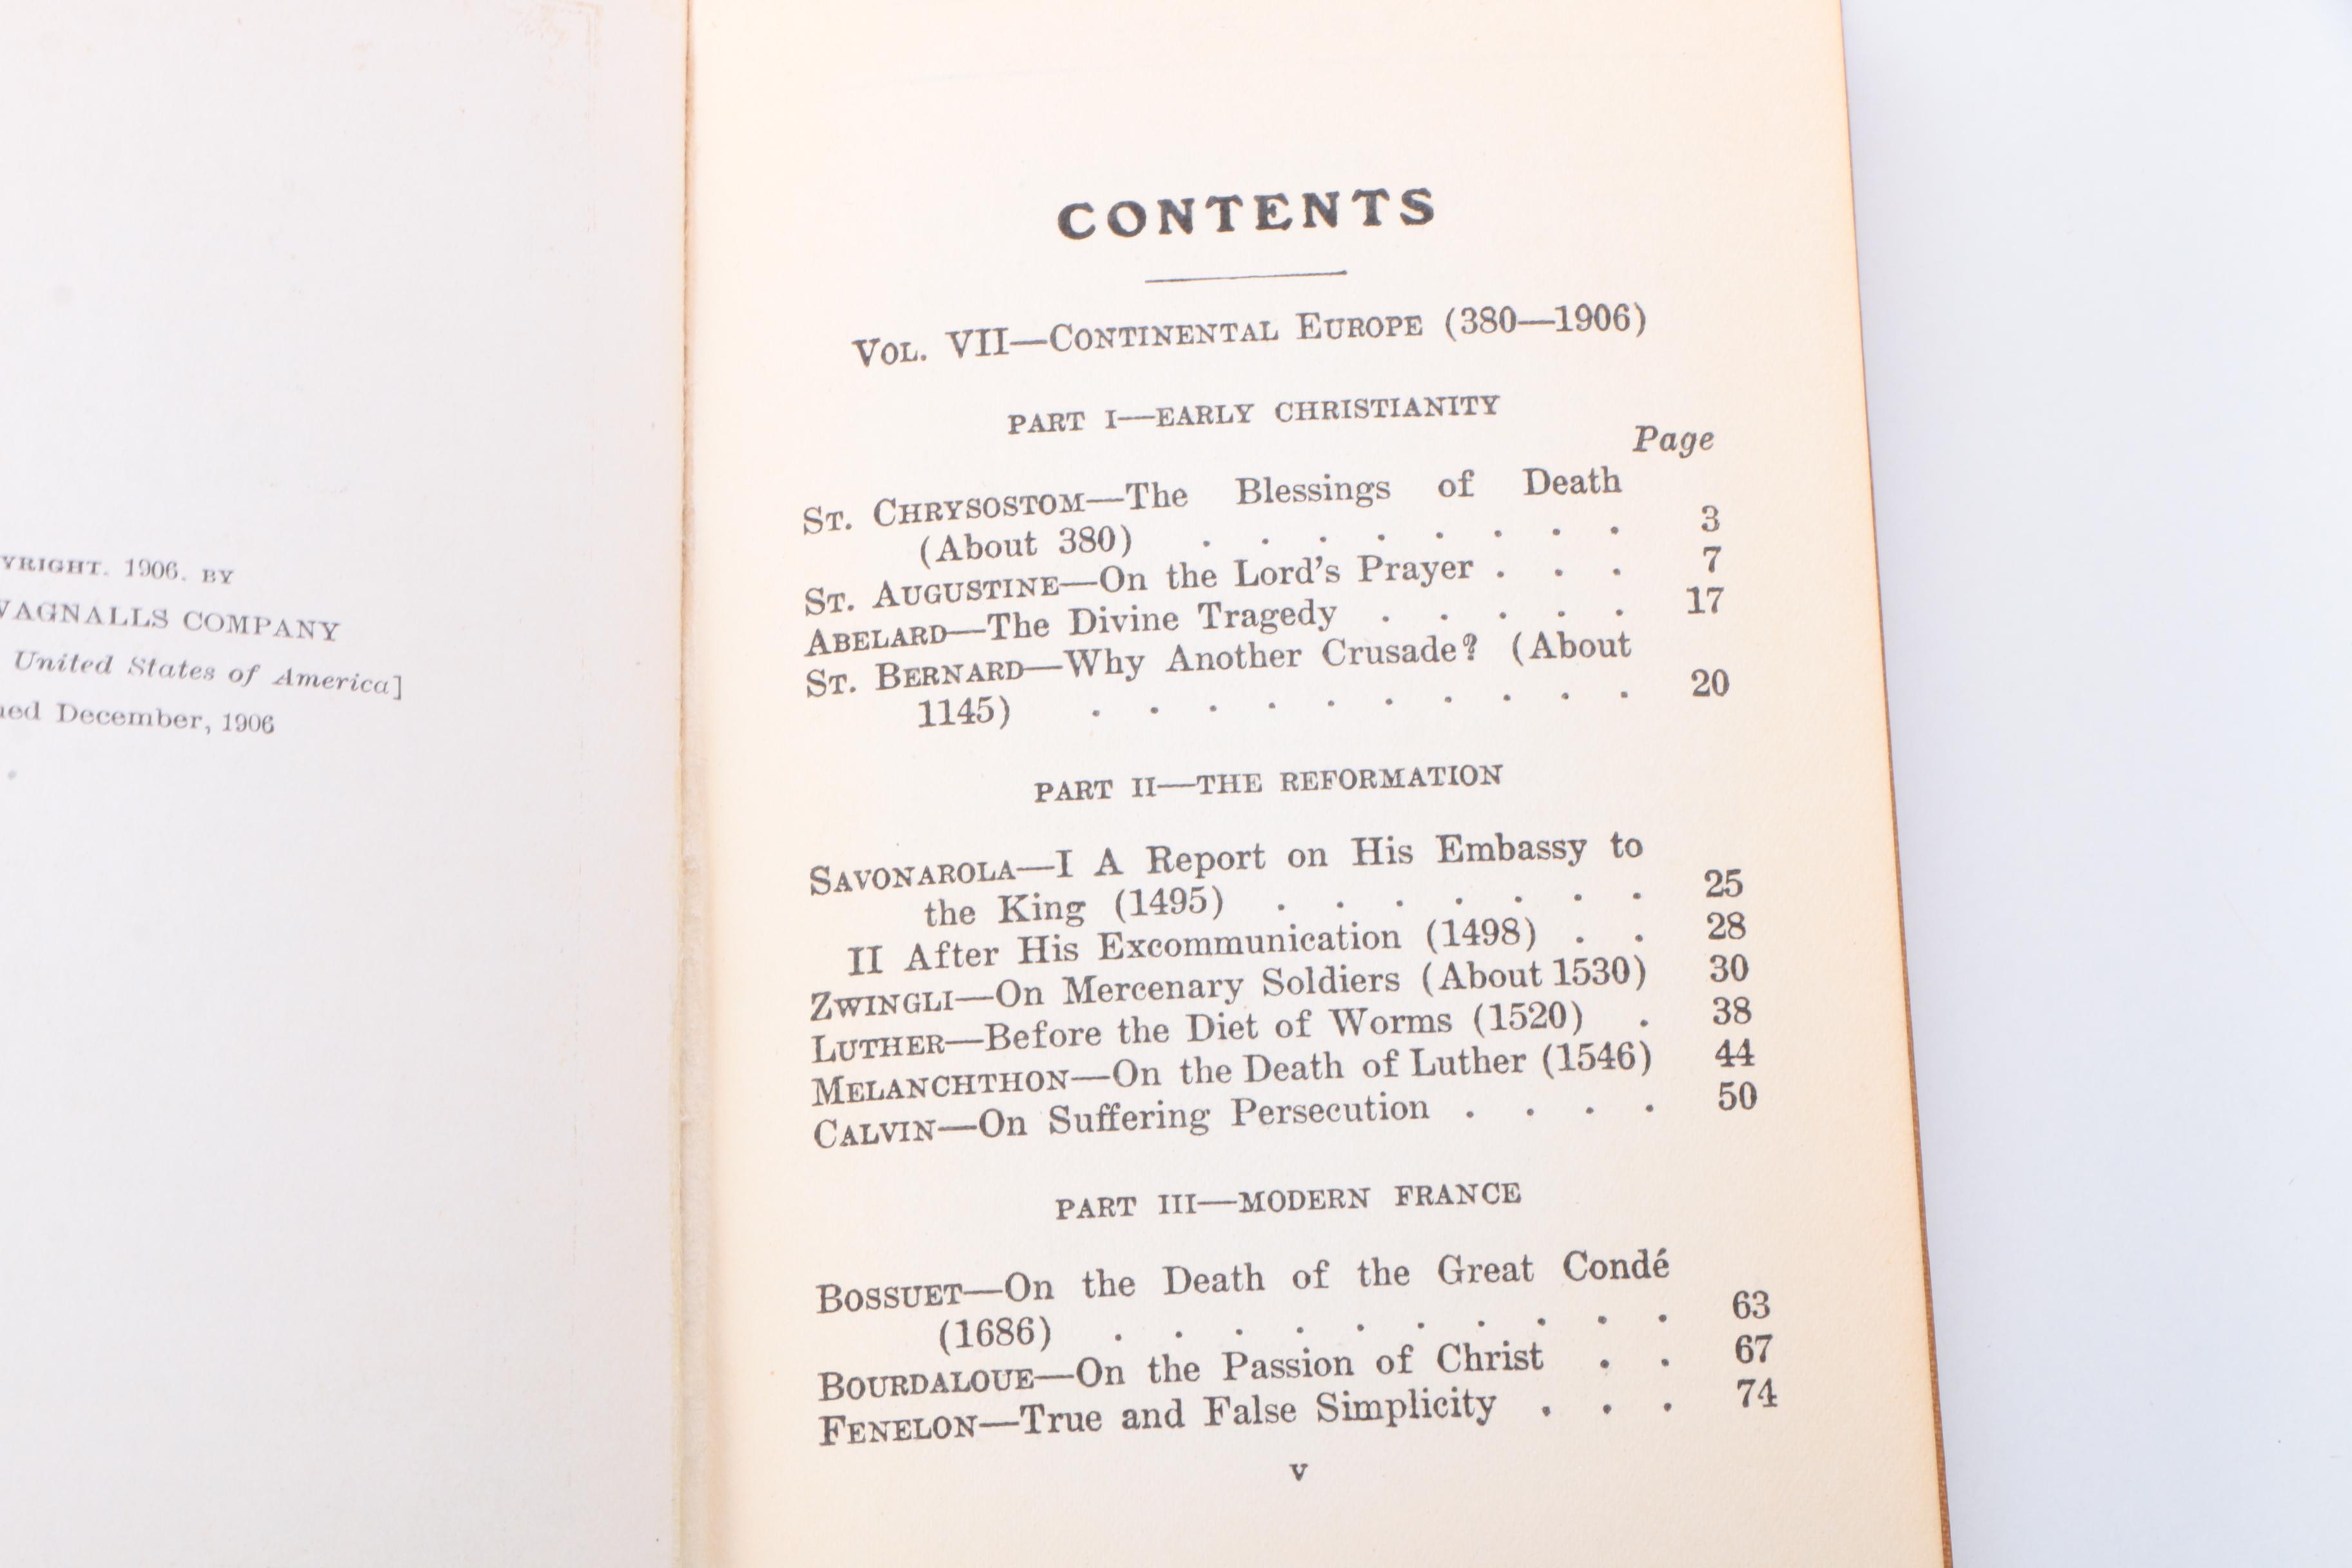 YRIGHT. 1906. BY
VAGNALLS COMPANY
United States of America]
ned December, 1906
CONTENTS
VOL. VII—CONTINENTAL EUROPE (380—1906)
PART I—EARLY CHRISTIANITY
Page
ST. CHRYSOSTOM—The Blessings of Death
(About 380) . . . . . . . . 3
ST. AUGUSTINE—On the Lord's Prayer . . . 7
ABELARD—The Divine Tragedy . . . . . 17
ST. BERNARD—Why Another Crusade? (About
1145) . . . . . . . . . . 20
PART II—THE REFORMATION
SAVONAROLA—I A Report on His Embassy to
the King (1495) . . . . . . . 25
II After His Excommunication (1498) . . 28
ZWINGLI—On Mercenary Soldiers (About 1530) 30
LUTHER—Before the Diet of Worms (1520) . 38
MELANCHTHON—On the Death of Luther (1546) 44
CALVIN—On Suffering Persecution . . . . 50
PART III—MODERN FRANCE
BOSSUET—On the Death of the Great Condé
(1686) . . . . . . . . . . 63
BOURDALOUE—On the Passion of Christ . . 67
FENELON—True and False Simplicity . . . 74
v